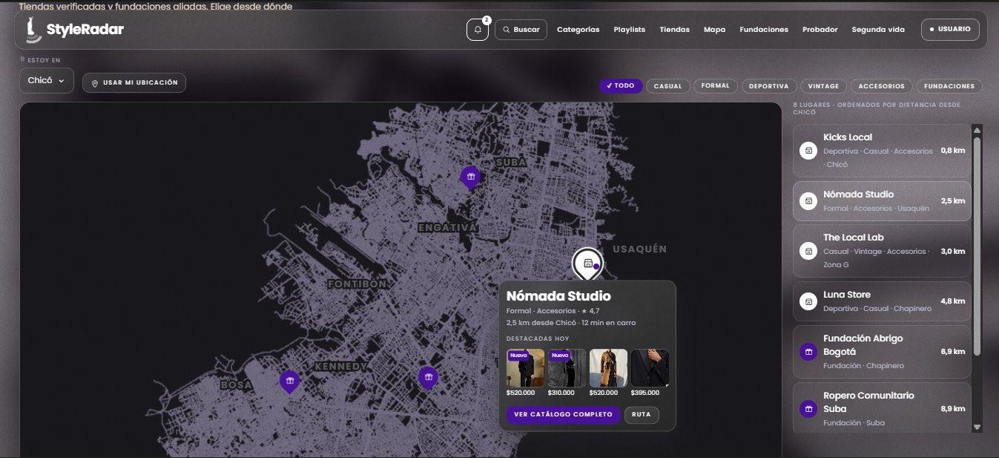 Tiendas verificadas y fundaciones aliadas. Elige desde dónde
StyleRadar
2
Buscar
Categorías
Playlists
Tiendas
Mapa
Fundaciones
Probador
Segunda vida
USUARIO
ESTOY EN
Chicó
USAR MI UBICACIÓN
✓ TODO
CASUAL
FORMAL
DEPORTIVA
VINTAGE
ACCESORIOS
FUNDACIONES
SUBA
ENGATIVÁ
USAQUÉN
FONTIBÓN
KENNEDY
BOSA
Nómada Studio
Formal · Accesorios · ★ 4,7
2,5 km desde Chicó · 12 min en carro
DESTACADAS HOY
Nueva
Nueva
$520.000
$310.000
$520.000
$395.000
VER CATÁLOGO COMPLETO
RUTA
8 LUGARES · ORDENADOS POR DISTANCIA DESDE
CHICÓ
Kicks Local
Deportiva · Casual · Accesorios
· Chicó
0,8 km
Nómada Studio
Formal · Accesorios · Usaquén
2,5 km
The Local Lab
Casual · Vintage · Accesorios ·
Zona G
3,0 km
Luna Store
Deportiva · Casual · Chapinero
4,8 km
Fundación Abrigo
Bogotá
Fundación · Chapinero
6,9 km
Ropero Comunitario
Suba
Fundación · Suba
8,9 km